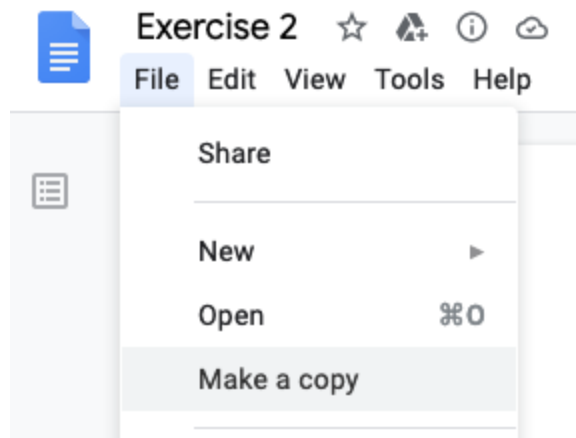 Exercise 2
File Edit View Tools Help
Share
New
Open ⌘O
Make a copy